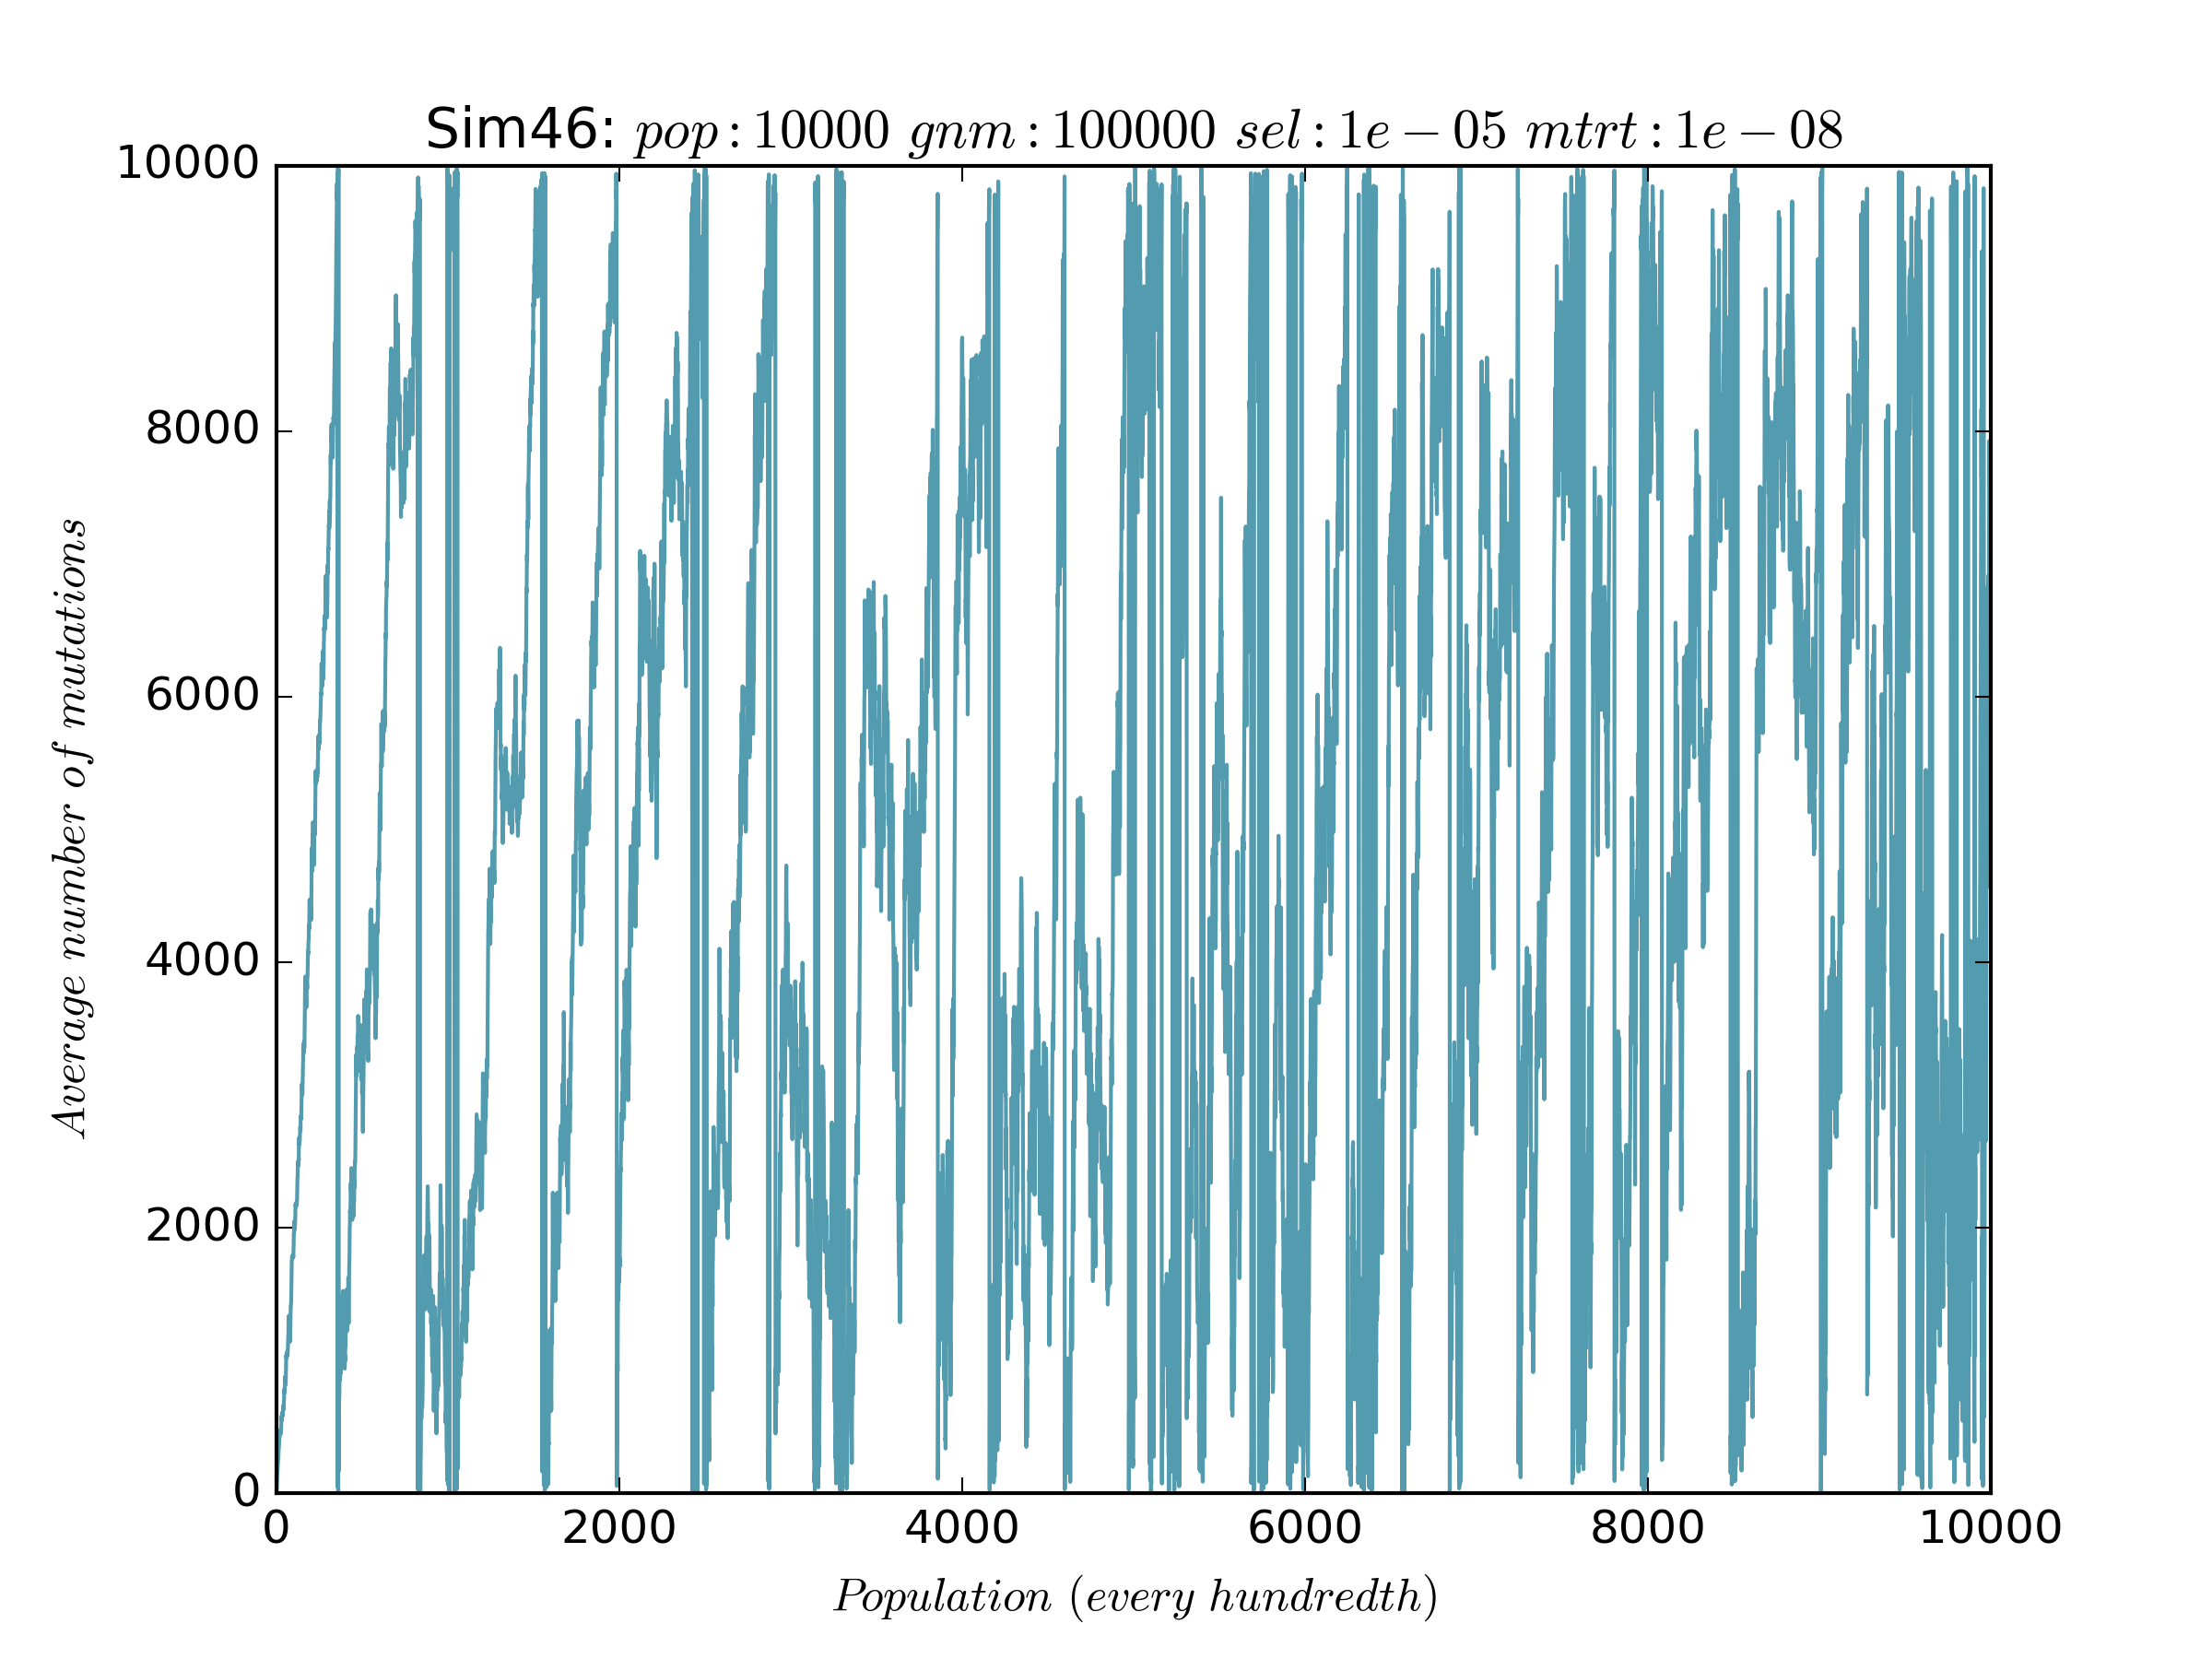 Sim46: pop : 10000 gnm : 100000 sel : 1e − 05 mtrt : 1e − 08
10000
8000
6000
4000
2000
0
Average number of mutations
0 2000 4000 6000 8000 10000
Population (every hundredth)